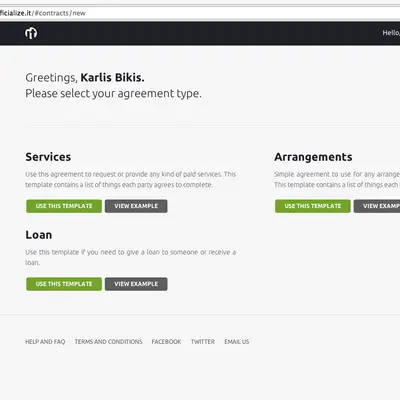 ficialize.it/#contracts/new
Hello,
Greetings, Karlis Bikis.
Please select your agreement type.
Services
Use this agreement to request or provide any kind of paid services. This
template contains a list of things each party agrees to complete.
USE THIS TEMPLATE VIEW EXAMPLE
Arrangements
Simple agreement to use for any arrange
This template contains a list of things each
USE THIS TEMPLATE VIEW EXAMPLE
Loan
Use this template if you need to give a loan to someone or receive a
loan.
USE THIS TEMPLATE VIEW EXAMPLE
HELP AND FAQ TERMS AND CONDITIONS FACEBOOK TWITTER EMAIL US